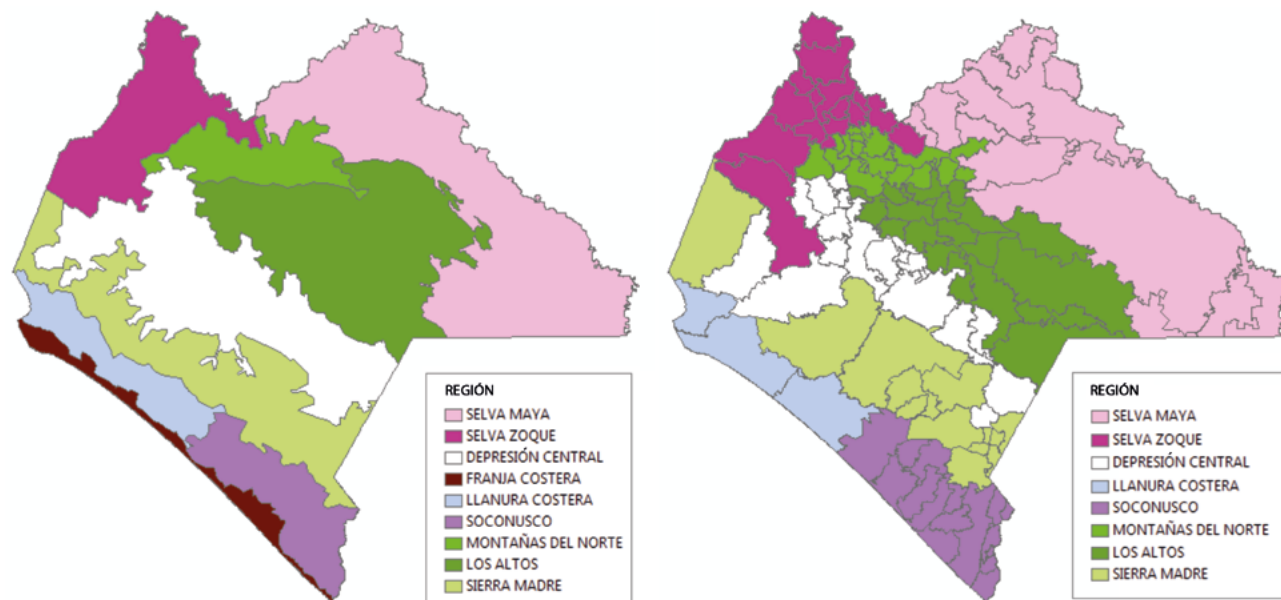 REGIÓN
SELVA MAYA
SELVA ZOQUE
DEPRESIÓN CENTRAL
FRANJA COSTERA
LLANURA COSTERA
SOCONUSCO
MONTAÑAS DEL NORTE
LOS ALTOS
SIERRA MADRE
REGIÓN
SELVA MAYA
SELVA ZOQUE
DEPRESIÓN CENTRAL
LLANURA COSTERA
SOCONUSCO
MONTAÑAS DEL NORTE
LOS ALTOS
SIERRA MADRE